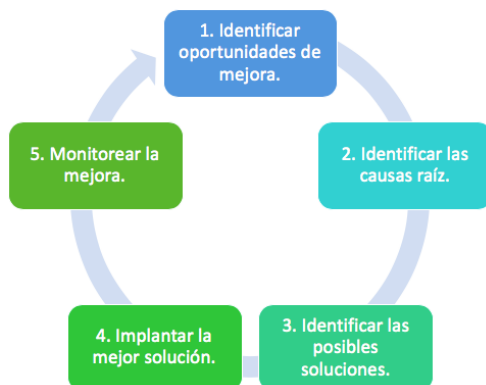 1. Identificar
oportunidades de
mejora.
2. Identificar las
causas raíz.
3. Identificar las
posibles
soluciones.
4. Implantar la
mejor solución.
5. Monitorear la
mejora.